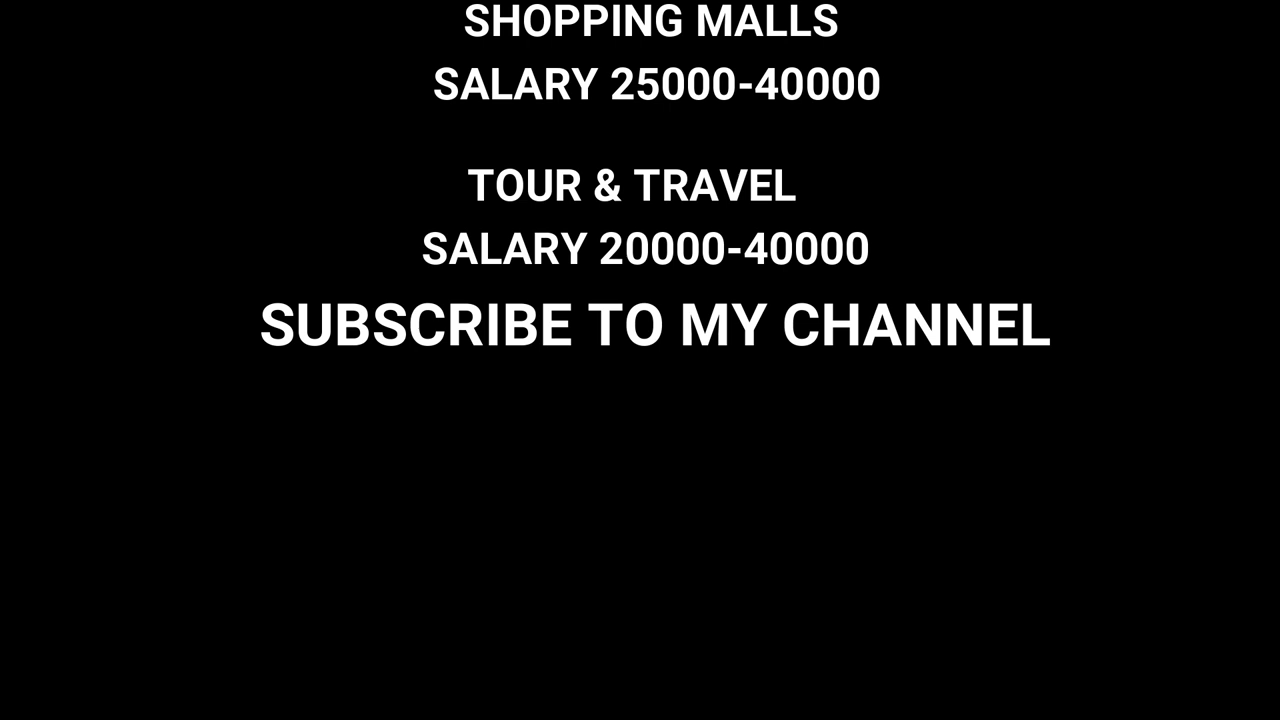 SHOPPING MALLS
SALARY 25000-40000
TOUR & TRAVEL
SALARY 20000-40000
SUBSCRIBE TO MY CHANNEL